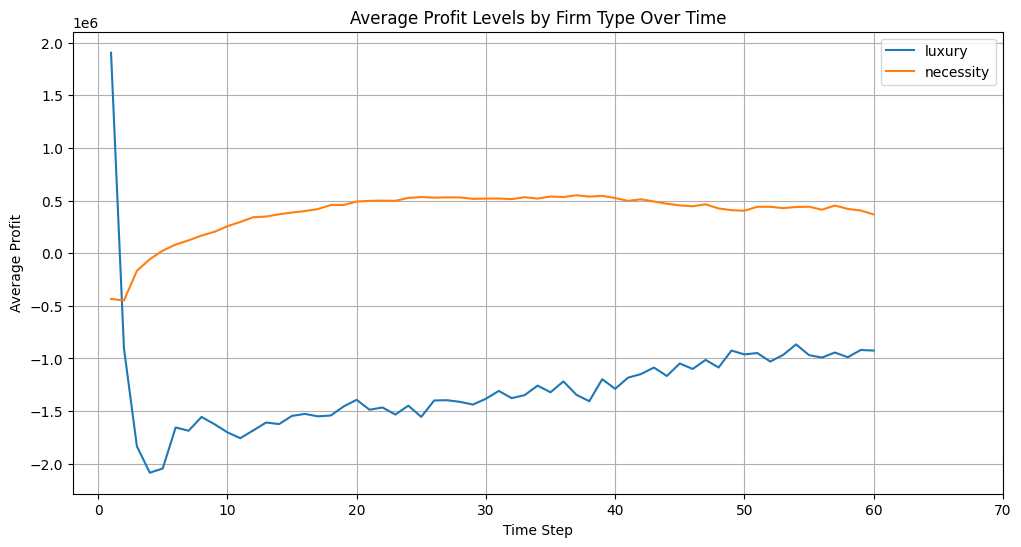 Average Profit Levels by Firm Type Over Time
1e6
luxury
necessity
2.0
1.5
1.0
0.5
0.0
−0.5
−1.0
−1.5
−2.0
Average Profit
0 10 20 30 40 50 60 70
Time Step